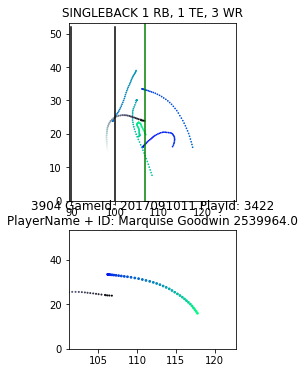 SINGLEBACK 1 RB, 1 TE, 3 WR
50
40
30
20
10
0
90 100 110 120
3904 GameId: 2017091011 PlayId: 3422
PlayerName + ID: Marquise Goodwin 2539964.0
40
20
0
105 110 115 120